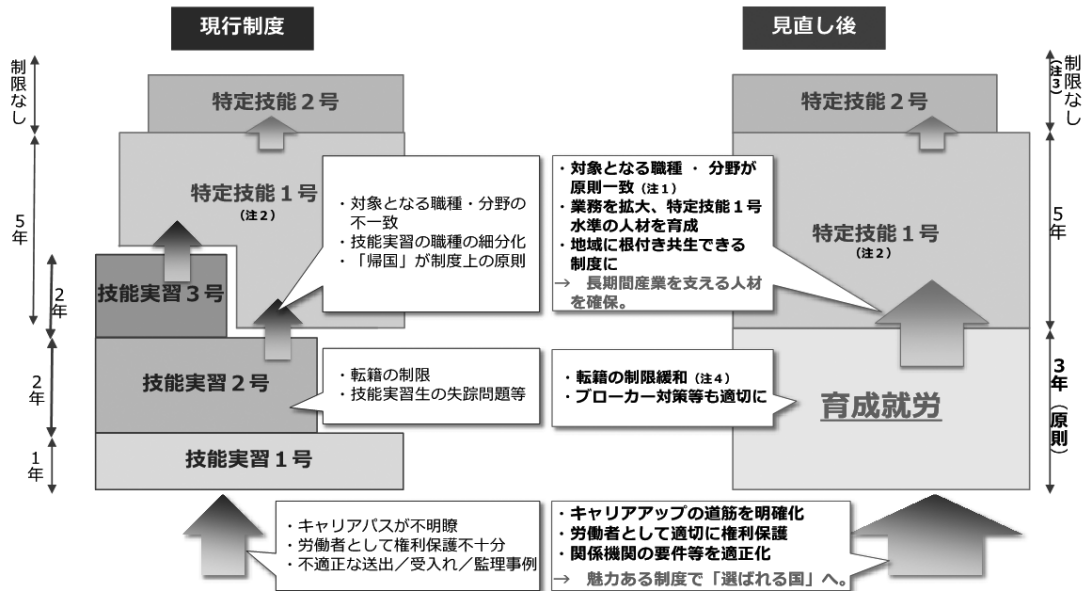 現行制度
見直し後
制限なし
5年
2年
2年
1年
特定技能２号
特定技能１号
(注２)
技能実習３号
技能実習２号
技能実習１号
・対象となる職種・分野の
不一致
・技能実習の職種の細分化
・「帰国」が制度上の原則
・転籍の制限
・技能実習生の失踪問題等
・キャリアパスが不明瞭
・労働者として権利保護不十分
・不適正な送出／受入れ／監理事例
・対象となる職種 ・ 分野が
原則一致（注１）
・業務を拡大、特定技能１号
水準の人材を育成
・地域に根付き共生できる
制度に
→ 長期間産業を支える人材
を確保。
・転籍の制限緩和（注４）
・ブローカー対策等も適切に
・キャリアアップの道筋を明確化
・労働者として適切に権利保護
・関係機関の要件等を適正化
→ 魅力ある制度で「選ばれる国」へ。
特定技能２号
特定技能１号
(注２)
育成就労
制限なし
（注３）
5年
3年（原則）